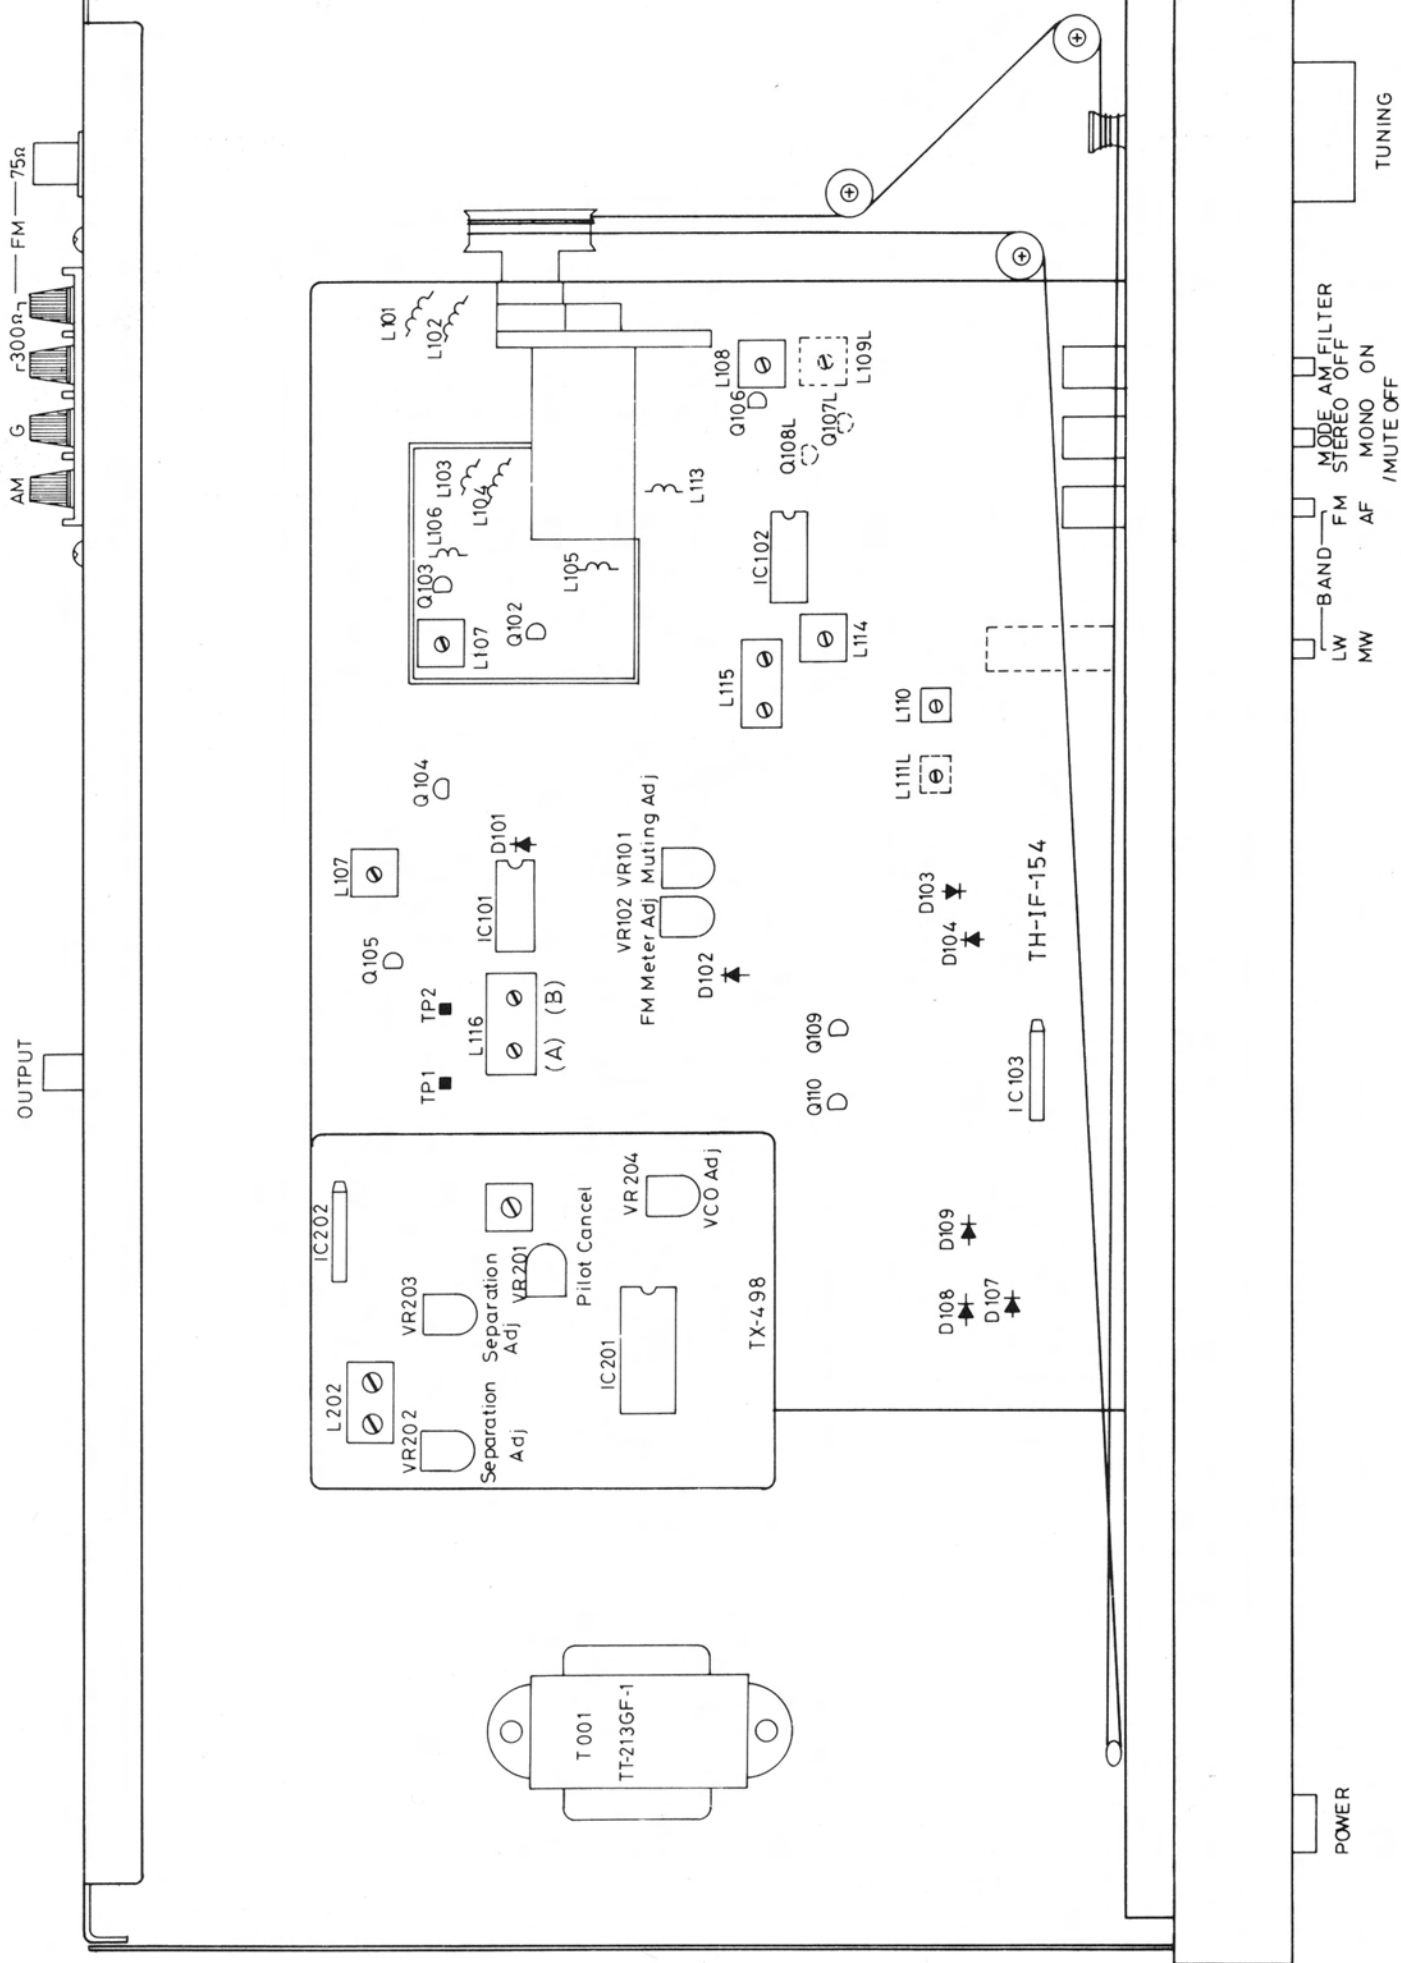 OUTPUT
AM
G
300Ω
FM
75Ω
L101
L102
L103
L104
L106
Q103
L107
Q102
L105
L113
L108
Q106
L109L
Q107L
Q108L
IC102
L114
L115
L110
L111L
Q104
L107
D101
IC101
Q105
TP2
TP1
L116
(A) (B)
VR102 VR101
FM Meter Adj Muting Adj
D102
D103
D104
TH-IF-154
Q109
Q110
IC103
IC202
VR203
Separation
Adj
VR201
Pilot Cancel
VR204
VCO Adj
L202
VR202
Separation
Adj
IC201
TX-498
D109
D108
D107
T001
TT-213GF-1
POWER
LW
BAND
FM
MODE AM FILTER
STEREO OFF
MW
AF
MONO ON
/MUTE OFF
TUNING